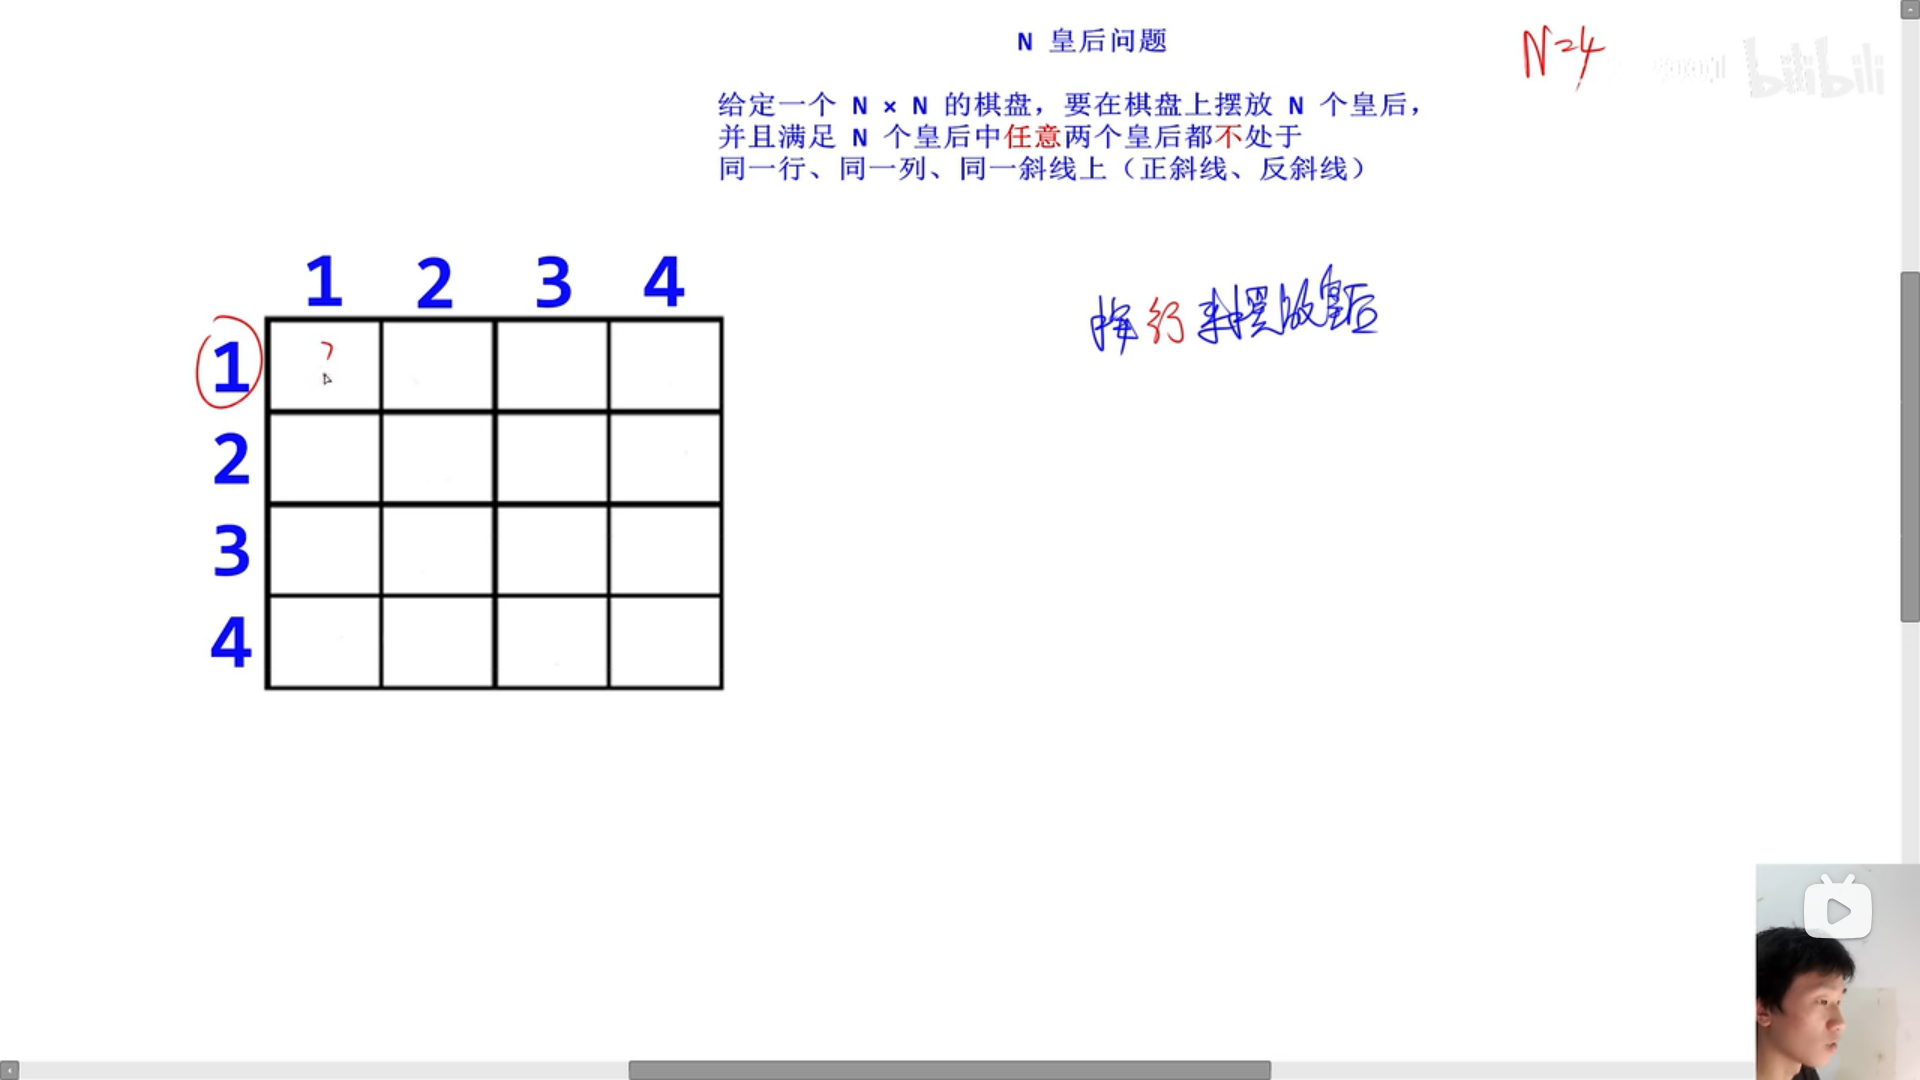 N 皇后问题
N=4
bilibili
给定一个 N × N 的棋盘，要在棋盘上摆放 N 个皇后，
并且满足 N 个皇后中任意两个皇后都不处于
同一行、同一列、同一斜线上（正斜线、反斜线）
1 2 3 4
按行来摆放皇后
1 ?
2
3
4